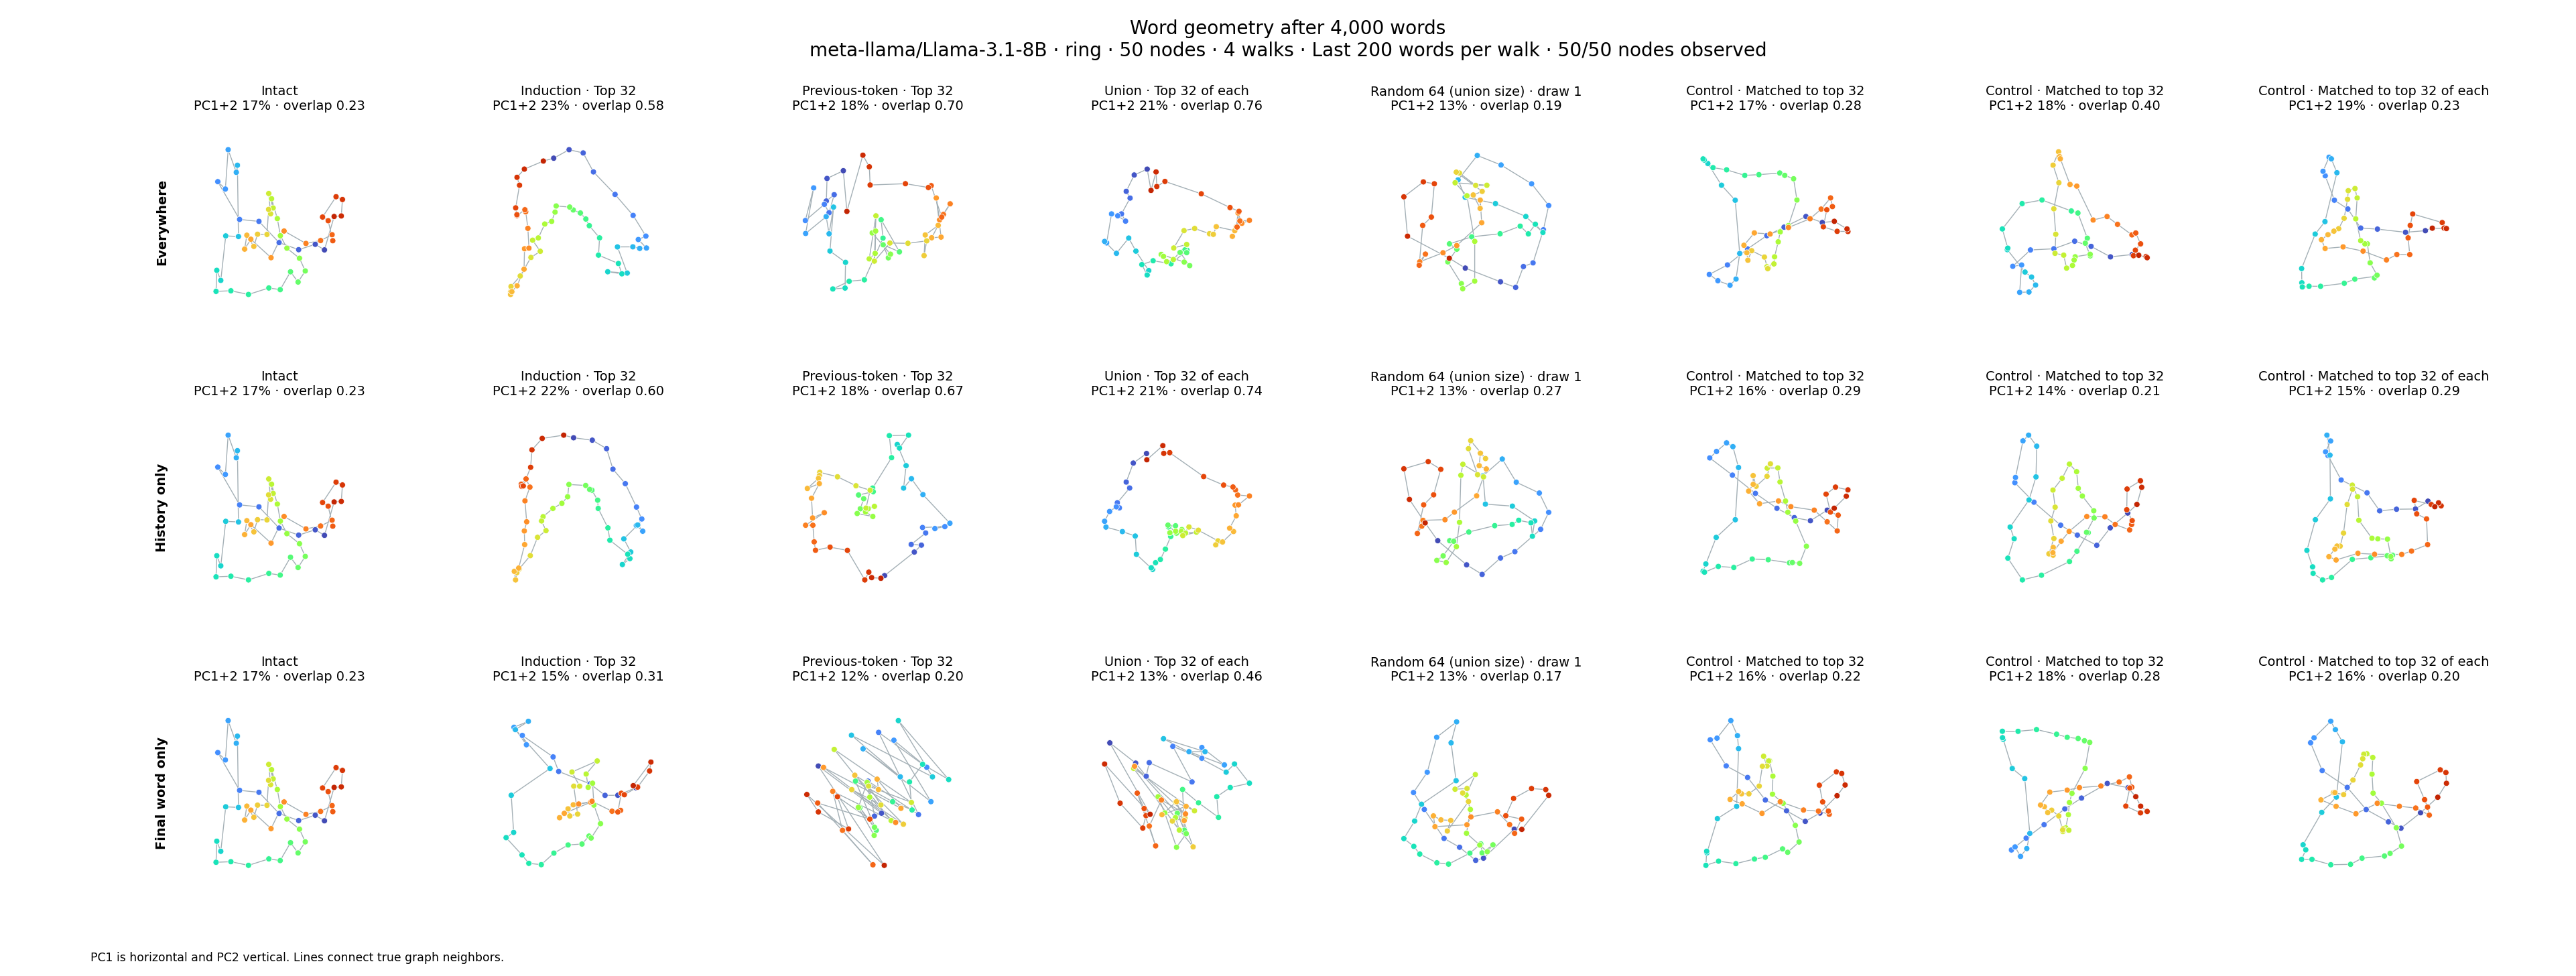 Word geometry after 4,000 words
meta-llama/Llama-3.1-8B · ring · 50 nodes · 4 walks · Last 200 words per walk · 50/50 nodes observed
Intact
PC1+2 17% · overlap 0.23
Induction · Top 32
PC1+2 23% · overlap 0.58
Previous-token · Top 32
PC1+2 18% · overlap 0.70
Union · Top 32 of each
PC1+2 21% · overlap 0.76
Random 64 (union size) · draw 1
PC1+2 13% · overlap 0.19
Control · Matched to top 32
PC1+2 17% · overlap 0.28
Control · Matched to top 32
PC1+2 18% · overlap 0.40
Control · Matched to top 32 of each
PC1+2 19% · overlap 0.23
Everywhere
Intact
PC1+2 17% · overlap 0.23
Induction · Top 32
PC1+2 22% · overlap 0.60
Previous-token · Top 32
PC1+2 18% · overlap 0.67
Union · Top 32 of each
PC1+2 21% · overlap 0.74
Random 64 (union size) · draw 1
PC1+2 13% · overlap 0.27
Control · Matched to top 32
PC1+2 16% · overlap 0.29
Control · Matched to top 32
PC1+2 14% · overlap 0.21
Control · Matched to top 32 of each
PC1+2 15% · overlap 0.29
History only
Intact
PC1+2 17% · overlap 0.23
Induction · Top 32
PC1+2 15% · overlap 0.31
Previous-token · Top 32
PC1+2 12% · overlap 0.20
Union · Top 32 of each
PC1+2 13% · overlap 0.46
Random 64 (union size) · draw 1
PC1+2 13% · overlap 0.17
Control · Matched to top 32
PC1+2 16% · overlap 0.22
Control · Matched to top 32
PC1+2 18% · overlap 0.28
Control · Matched to top 32 of each
PC1+2 16% · overlap 0.20
Final word only
PC1 is horizontal and PC2 vertical. Lines connect true graph neighbors.